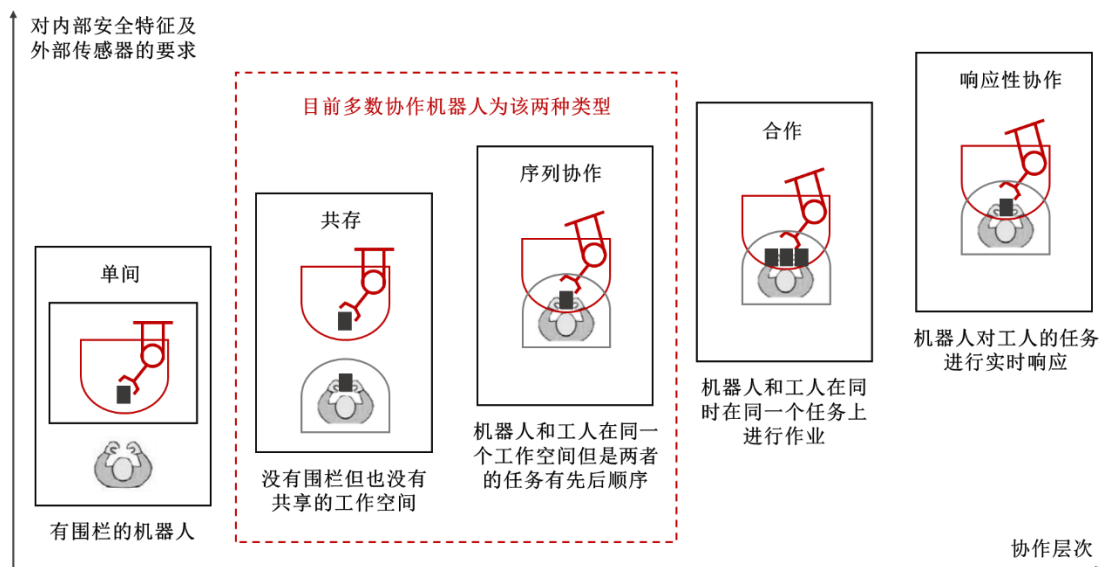 对内部安全特征及
外部传感器的要求
目前多数协作机器人为该两种类型
单间
有围栏的机器人
共存
没有围栏但也没有
共享的工作空间
序列协作
机器人和工人在同一
个工作空间但是两者
的任务有先后顺序
合作
机器人和工人在同
时在同一个任务上
进行作业
响应性协作
机器人对工人的任务
进行实时响应
协作层次